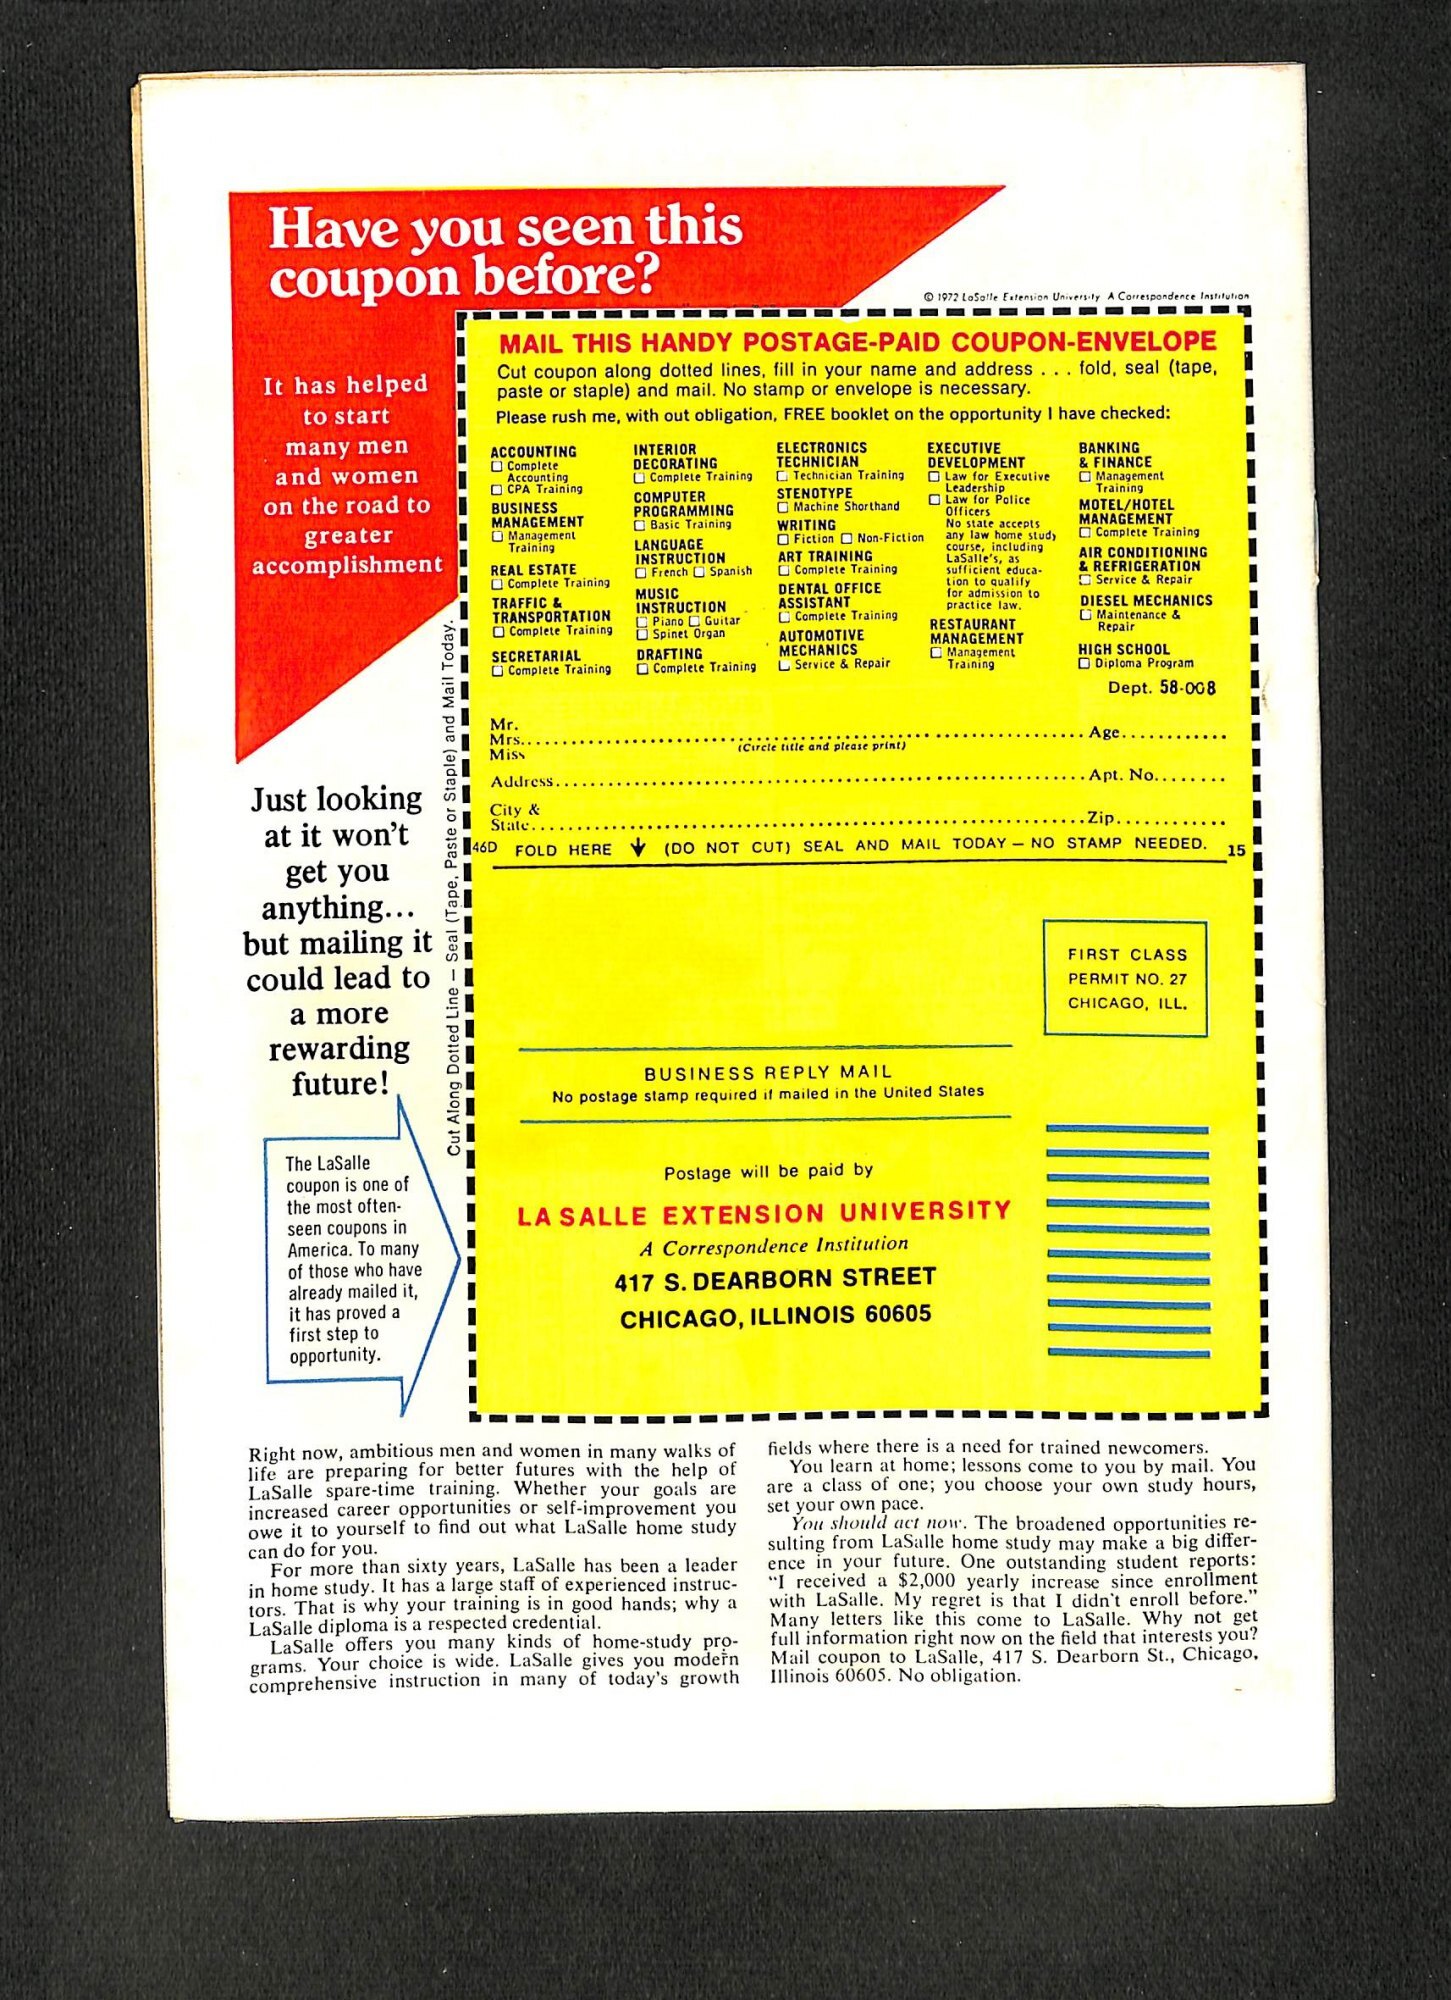 Have you seen this
coupon before?
© 1972 LaSalle Extension University A Correspondence Institution
It has helped
to start
many men
and women
on the road to
greater
accomplishment
Just looking
at it won't
get you
anything...
but mailing it
could lead to
a more
rewarding
future!
The LaSalle
coupon is one of
the most often-
seen coupons in
America. To many
of those who have
already mailed it,
it has proved a
first step to
opportunity.
Cut Along Dotted Line — Seal (Tape, Paste or Staple) and Mail Today.
MAIL THIS HANDY POSTAGE-PAID COUPON-ENVELOPE
Cut coupon along dotted lines, fill in your name and address . . . fold, seal (tape,
paste or staple) and mail. No stamp or envelope is necessary.
Please rush me, with out obligation, FREE booklet on the opportunity I have checked:
ACCOUNTING
☐ Complete
Accounting
☐ CPA Training
BUSINESS
MANAGEMENT
☐ Management
Training
REAL ESTATE
☐ Complete Training
TRAFFIC &
TRANSPORTATION
☐ Complete Training
SECRETARIAL
☐ Complete Training
INTERIOR
DECORATING
☐ Complete Training
COMPUTER
PROGRAMMING
☐ Basic Training
LANGUAGE
INSTRUCTION
☐ French ☐ Spanish
MUSIC
INSTRUCTION
☐ Piano ☐ Guitar
☐ Spinet Organ
DRAFTING
☐ Complete Training
ELECTRONICS
TECHNICIAN
☐ Technician Training
STENOTYPE
☐ Machine Shorthand
WRITING
☐ Fiction ☐ Non-Fiction
ART TRAINING
☐ Complete Training
DENTAL OFFICE
ASSISTANT
☐ Complete Training
AUTOMOTIVE
MECHANICS
☐ Service & Repair
EXECUTIVE
DEVELOPMENT
☐ Law for Executive
Leadership
☐ Law for Police
Officers
No state accepts
any law home study
course, including
LaSalle's, as
sufficient educa-
tion to qualify
for admission to
practice law.
RESTAURANT
MANAGEMENT
☐ Management
Training
BANKING
& FINANCE
☐ Management
Training
MOTEL/HOTEL
MANAGEMENT
☐ Complete Training
AIR CONDITIONING
& REFRIGERATION
☐ Service & Repair
DIESEL MECHANICS
☐ Maintenance &
Repair
HIGH SCHOOL
☐ Diploma Program
Dept. 58-008
Mr.
Mrs. (Circle title and please print) Age
Miss
Address Apt. No.
City &
State Zip
46D FOLD HERE ↓ (DO NOT CUT) SEAL AND MAIL TODAY — NO STAMP NEEDED. 15
FIRST CLASS
PERMIT NO. 27
CHICAGO, ILL.
BUSINESS REPLY MAIL
No postage stamp required if mailed in the United States
Postage will be paid by
LA SALLE EXTENSION UNIVERSITY
A Correspondence Institution
417 S. DEARBORN STREET
CHICAGO, ILLINOIS 60605
Right now, ambitious men and women in many walks of
life are preparing for better futures with the help of
LaSalle spare-time training. Whether your goals are
increased career opportunities or self-improvement you
owe it to yourself to find out what LaSalle home study
can do for you.
For more than sixty years, LaSalle has been a leader
in home study. It has a large staff of experienced instruc-
tors. That is why your training is in good hands; why a
LaSalle diploma is a respected credential.
LaSalle offers you many kinds of home-study pro-
grams. Your choice is wide. LaSalle gives you modern
comprehensive instruction in many of today's growth
fields where there is a need for trained newcomers.
You learn at home; lessons come to you by mail. You
are a class of one; you choose your own study hours,
set your own pace.
You should act now. The broadened opportunities re-
sulting from LaSalle home study may make a big differ-
ence in your future. One outstanding student reports:
"I received a $2,000 yearly increase since enrollment
with LaSalle. My regret is that I didn't enroll before."
Many letters like this come to LaSalle. Why not get
full information right now on the field that interests you?
Mail coupon to LaSalle, 417 S. Dearborn St., Chicago,
Illinois 60605. No obligation.